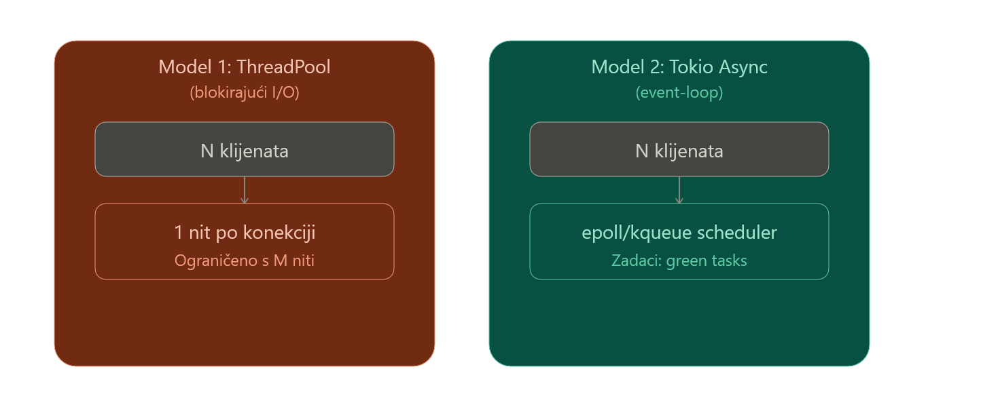 Model 1: ThreadPool
(blokirajući I/O)
N klijenata
1 nit po konekciji
Ograničeno s M niti
Model 2: Tokio Async
(event-loop)
N klijenata
epoll/kqueue scheduler
Zadaci: green tasks